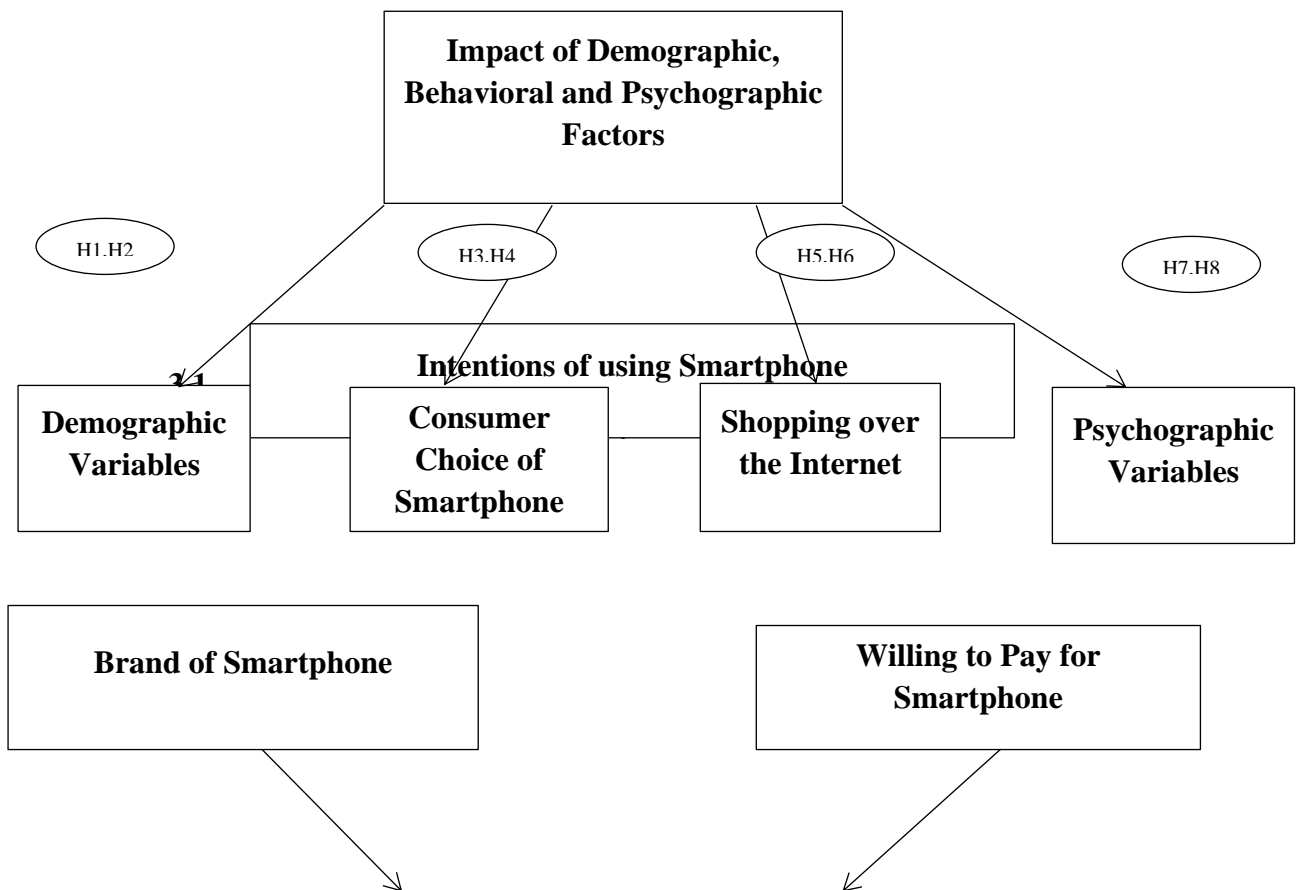 Impact of Demographic,
Behavioral and Psychographic
Factors
H1,H2
H3,H4
H5,H6
H7,H8
Intentions of using Smartphone
3.1
Demographic
Variables
Consumer
Choice of
Smartphone
Shopping over
the Internet
Psychographic
Variables
Brand of Smartphone
Willing to Pay for
Smartphone